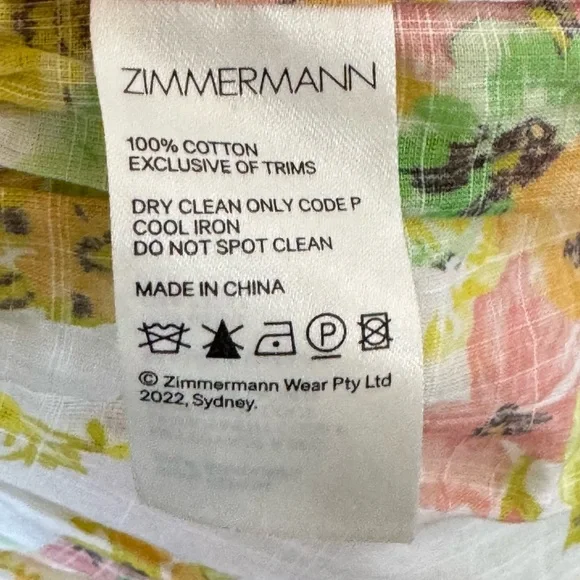 ZIMMERMANN
100% COTTON
EXCLUSIVE OF TRIMS
DRY CLEAN ONLY CODE P
COOL IRON
DO NOT SPOT CLEAN
MADE IN CHINA
P
© Zimmermann Wear Pty Ltd
2022, Sydney.